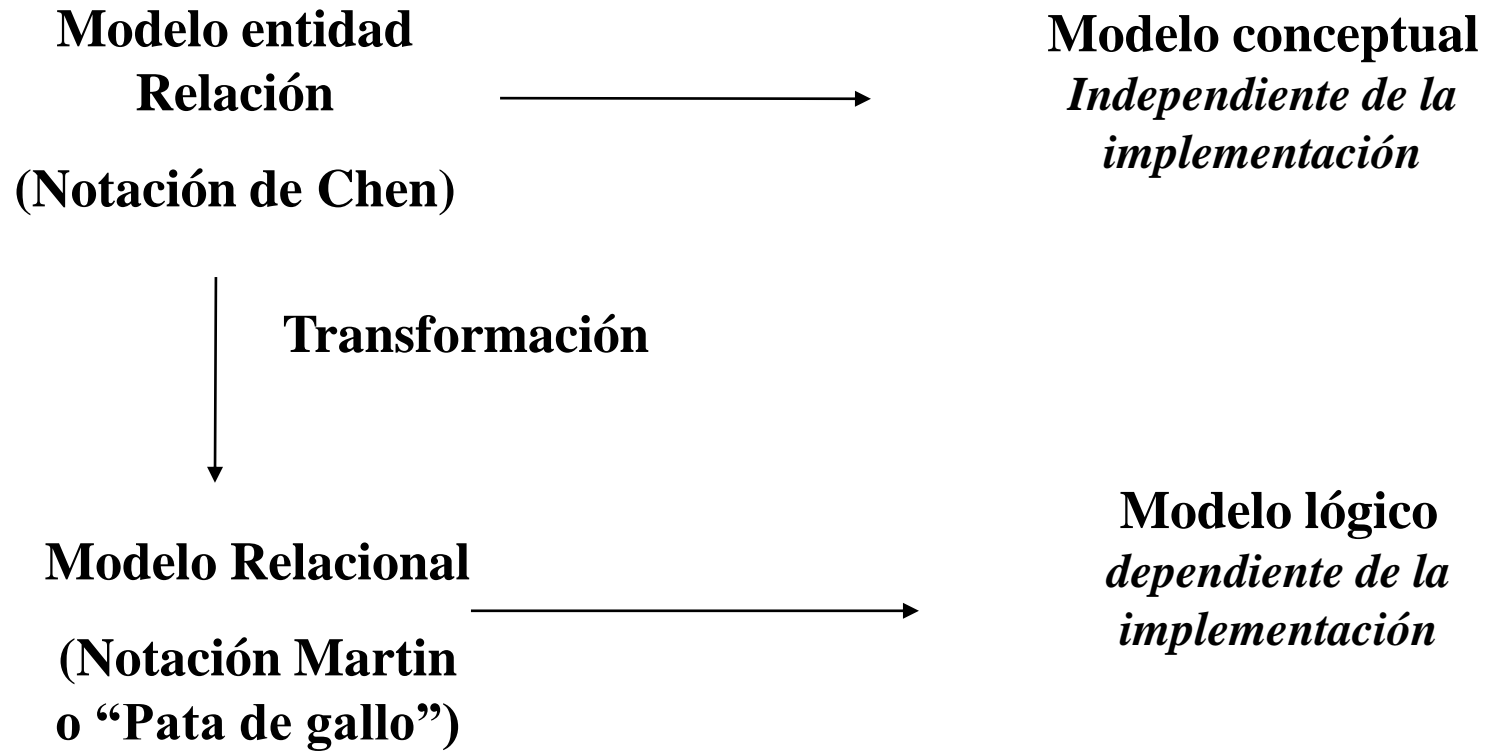 Modelo entidad
Relación
(Notación de Chen)
Modelo conceptual
Independiente de la
implementación
Transformación
Modelo Relacional
(Notación Martin
o “Pata de gallo”)
Modelo lógico
dependiente de la
implementación